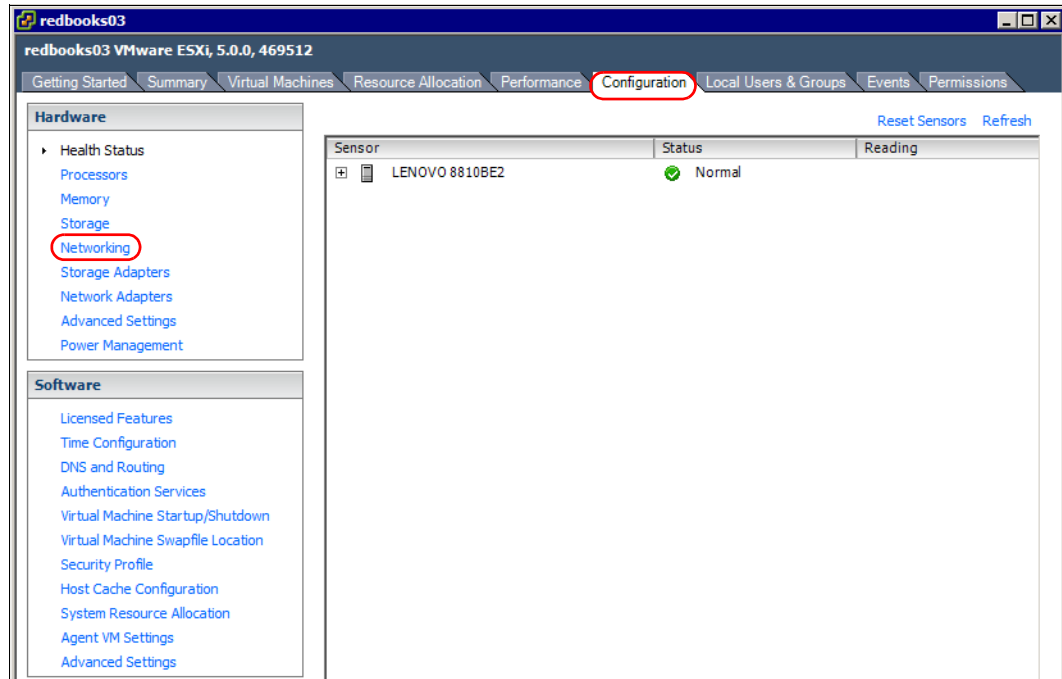 redbooks03
redbooks03 VMware ESXi, 5.0.0, 469512
Getting Started Summary Virtual Machines Resource Allocation Performance Configuration Local Users & Groups Events Permissions
Hardware
Health Status
Processors
Memory
Storage
Networking
Storage Adapters
Network Adapters
Advanced Settings
Power Management
Software
Licensed Features
Time Configuration
DNS and Routing
Authentication Services
Virtual Machine Startup/Shutdown
Virtual Machine Swapfile Location
Security Profile
Host Cache Configuration
System Resource Allocation
Agent VM Settings
Advanced Settings
Reset Sensors Refresh
Sensor Status Reading
LENOVO 8810BE2 Normal